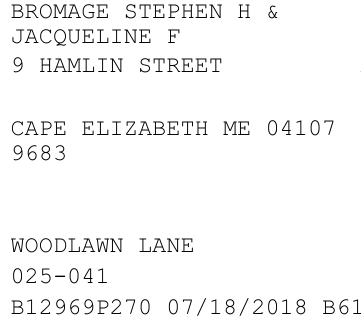 BROMAGE STEPHEN H &
JACQUELINE F
9 HAMLIN STREET
CAPE ELIZABETH ME 04107
9683
WOODLAWN LANE
025-041
B12969P270 07/18/2018 B61